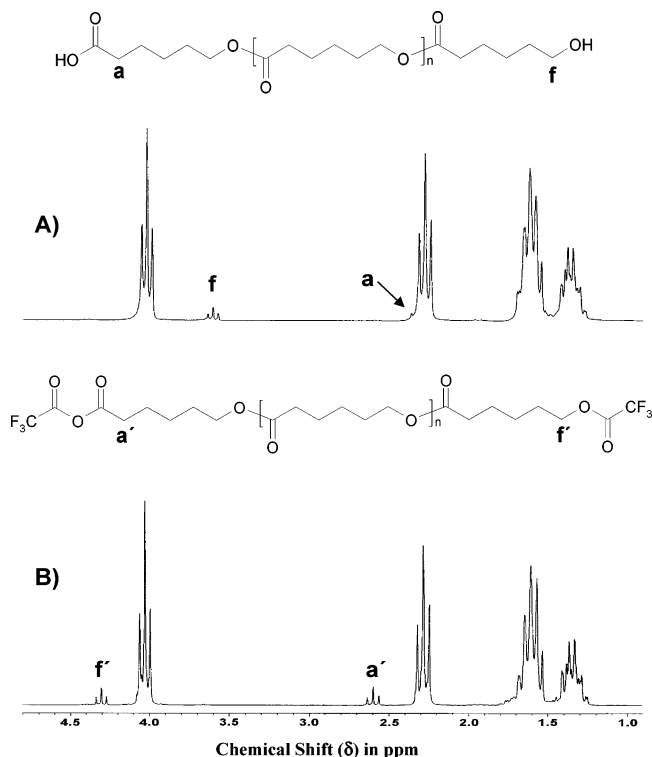 O
O
O
HO
O
n
OH
a
O
f
A)
f
a
O
O
O
O
O
CF3
F3C
O
O
n
O
a´
O
f´
O
B)
f´
a´
4.5 4.0 3.5 3.0 2.5 2.0 1.5 1.0
Chemical Shift (δ) in ppm